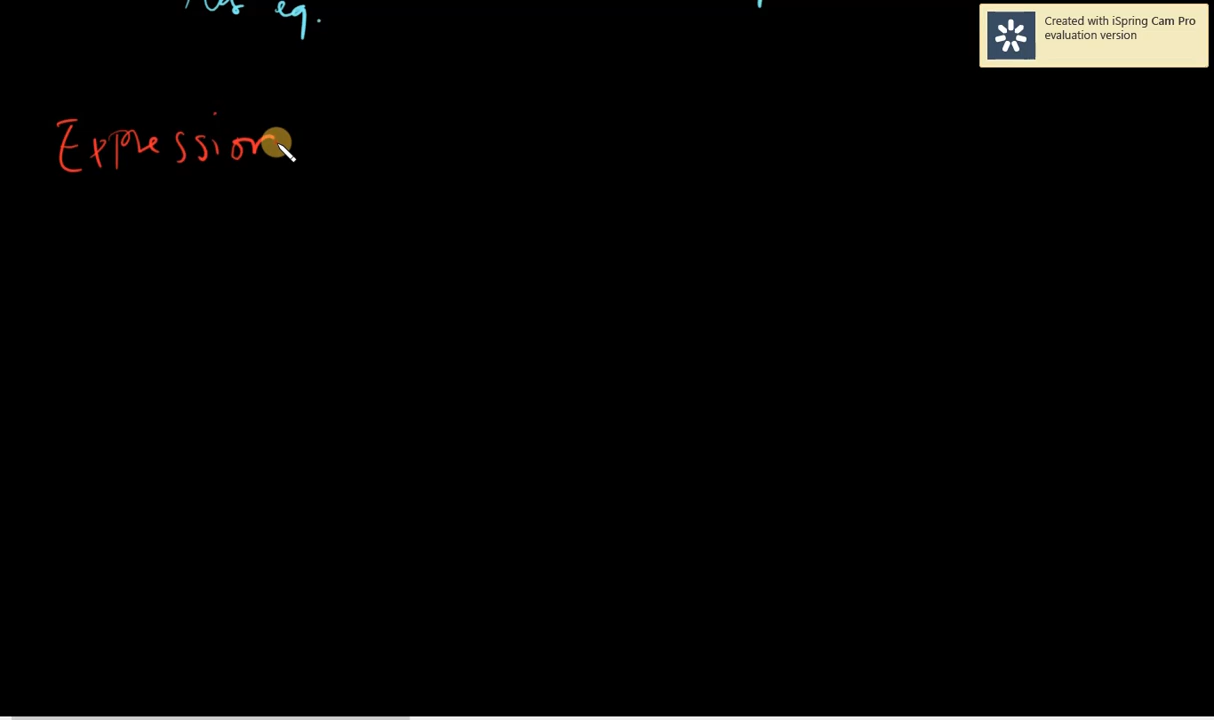 eq.
Created with iSpring Cam Pro
evaluation version
Expression